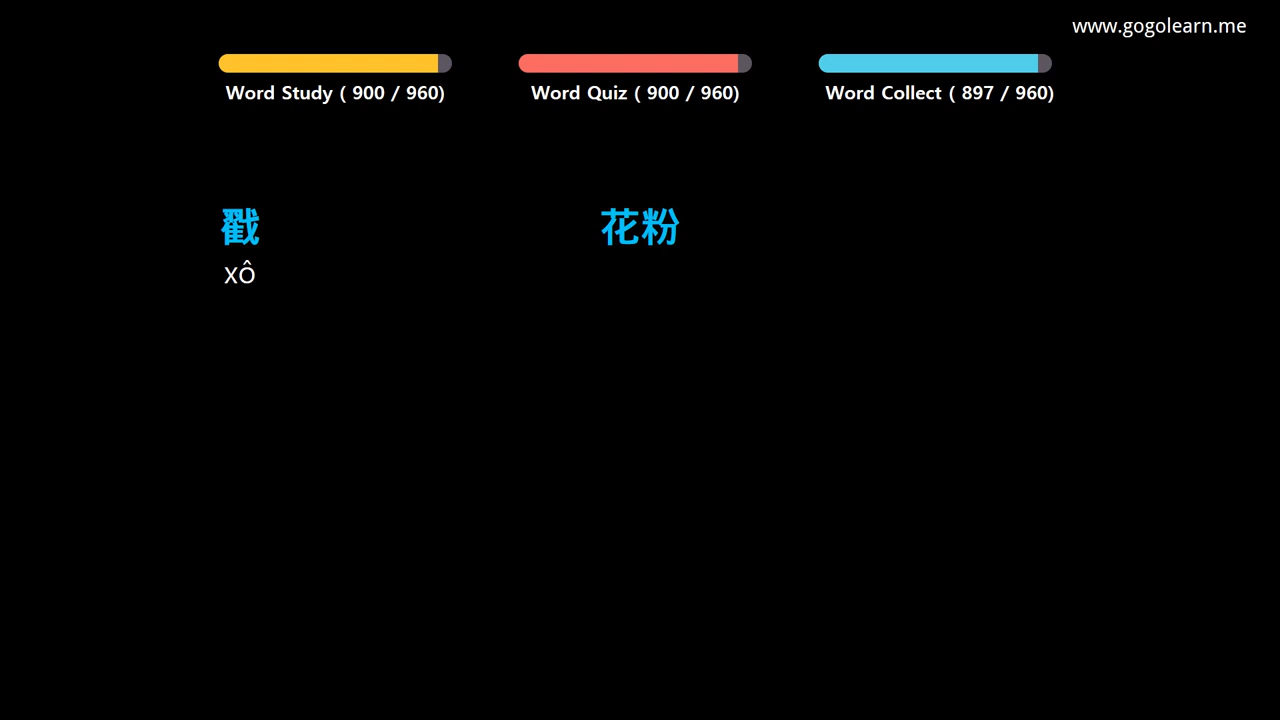 www.gogolearn.me
Word Study ( 900 / 960)
Word Quiz ( 900 / 960)
Word Collect ( 897 / 960)
戳
花粉
XÔ